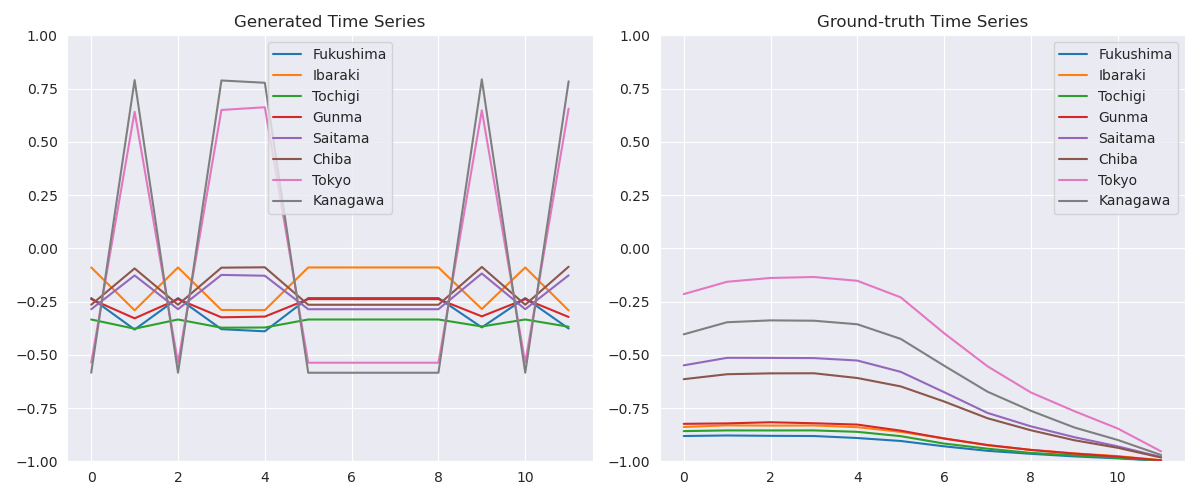 Generated Time Series
1.00
0.75
0.50
0.25
0.00
−0.25
−0.50
−0.75
−1.00
0 2 4 6 8 10
Fukushima
Ibaraki
Tochigi
Gunma
Saitama
Chiba
Tokyo
Kanagawa
Ground-truth Time Series
1.00
0.75
0.50
0.25
0.00
−0.25
−0.50
−0.75
−1.00
0 2 4 6 8 10
Fukushima
Ibaraki
Tochigi
Gunma
Saitama
Chiba
Tokyo
Kanagawa